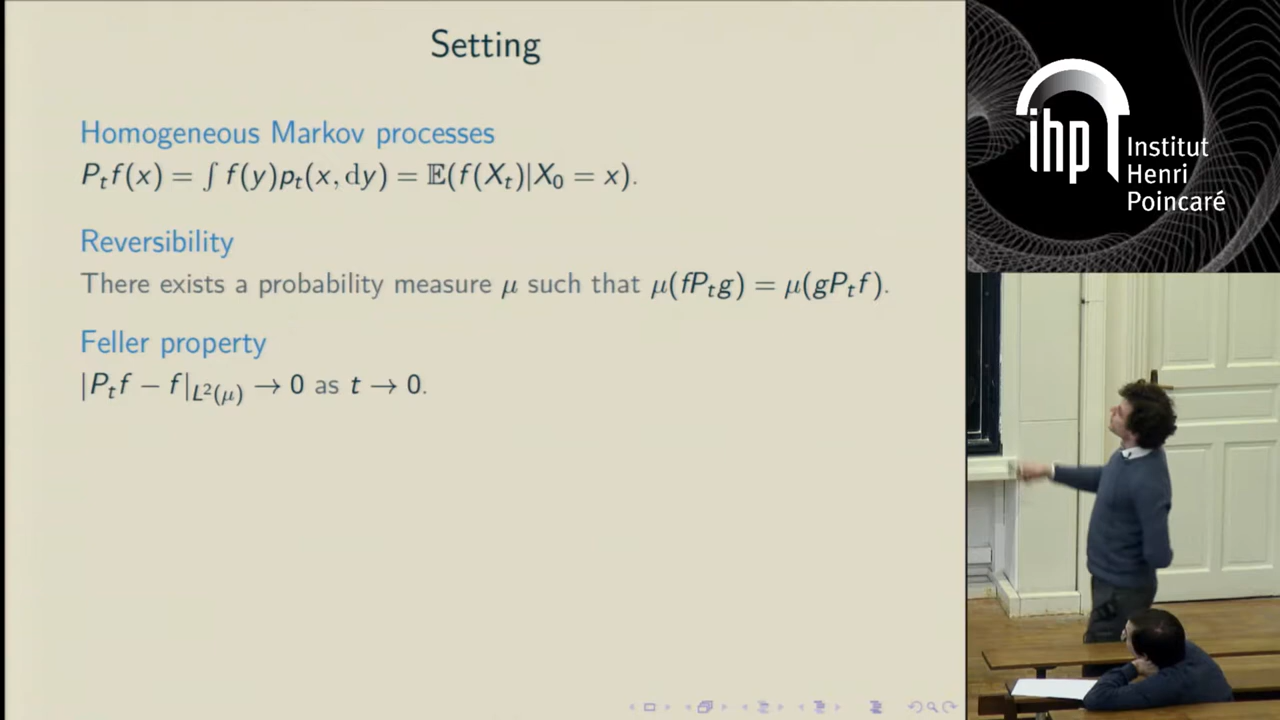 Setting
Homogeneous Markov processes
P_t f(x) = ∫ f(y)p_t(x, dy) = 𝔼(f(X_t)|X_0 = x).
Reversibility
There exists a probability measure μ such that μ(fP_t g) = μ(gP_t f).
Feller property
|P_t f − f|_{L²(μ)} → 0 as t → 0.
ihp
Institut
Henri
Poincaré